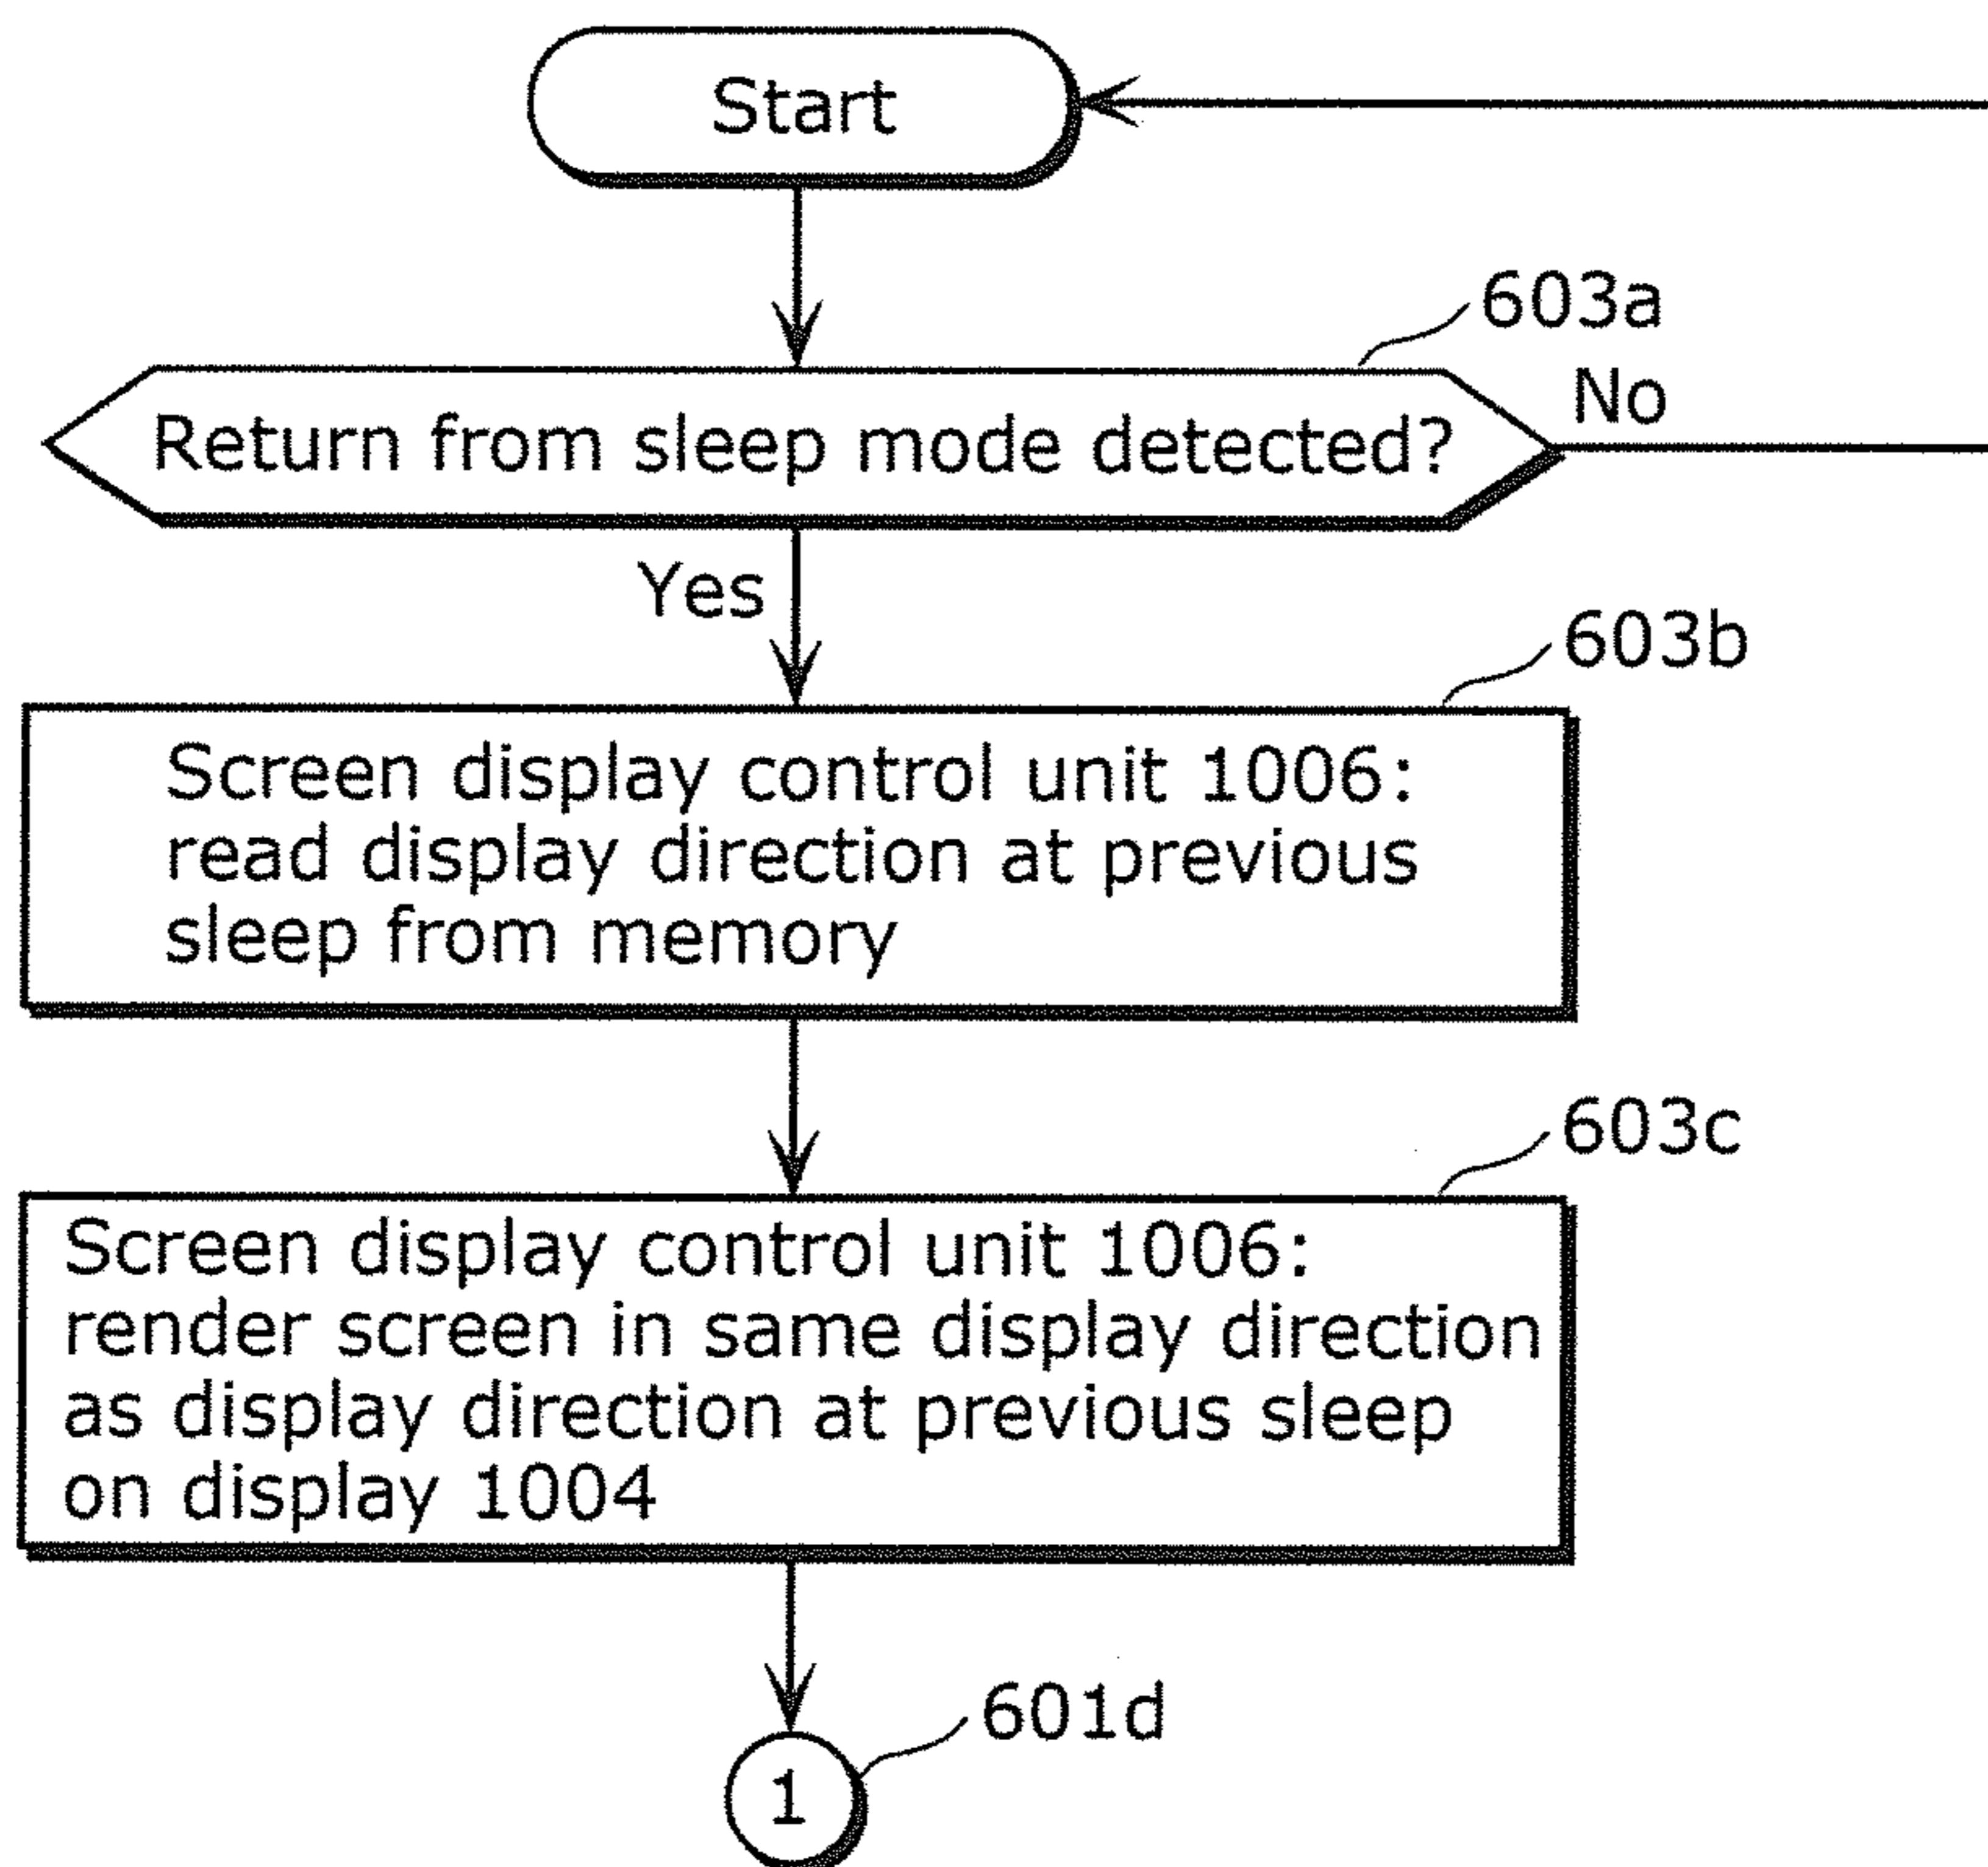 Start
603a
Return from sleep mode detected?
No
Yes
603b
Screen display control unit 1006:
read display direction at previous
sleep from memory
603c
Screen display control unit 1006:
render screen in same display direction
as display direction at previous sleep
on display 1004
601d
1